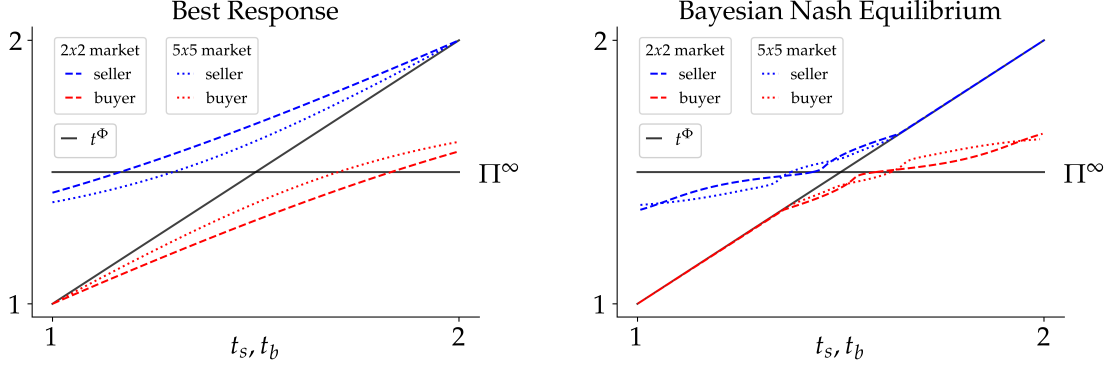 Best Response
2
2x2 market
seller
buyer
5x5 market
seller
buyer
t^Φ
Π^∞
1
1
2
t_s, t_b
Bayesian Nash Equilibrium
2
2x2 market
seller
buyer
5x5 market
seller
buyer
t^Φ
Π^∞
1
1
2
t_s, t_b